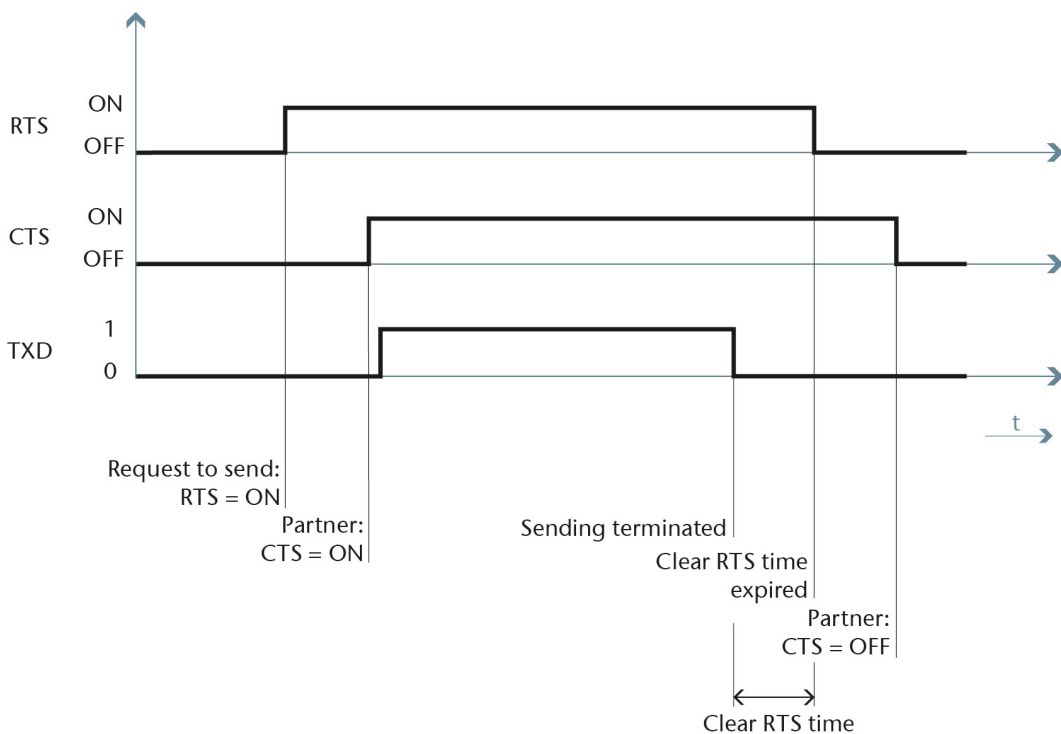 ON
RTS
OFF
ON
CTS
OFF
1
TXD
0
t
Request to send:
RTS = ON
Partner:
CTS = ON
Sending terminated
Clear RTS time
expired
Partner:
CTS = OFF
Clear RTS time